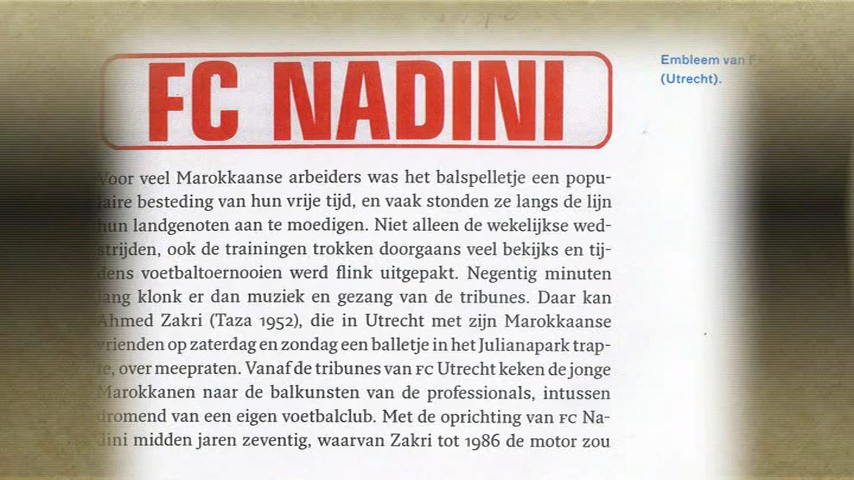 FC NADINI
Embleem van F
(Utrecht).
Voor veel Marokkaanse arbeiders was het balspelletje een popu-
laire besteding van hun vrije tijd, en vaak stonden ze langs de lijn
hun landgenoten aan te moedigen. Niet alleen de wekelijkse wed-
strijden, ook de trainingen trokken doorgaans veel bekijks en tij-
dens voetbaltoernooien werd flink uitgepakt. Negentig minuten
lang klonk er dan muziek en gezang van de tribunes. Daar kan
Ahmed Zakri (Taza 1952), die in Utrecht met zijn Marokkaanse
vrienden op zaterdag en zondag een balletje in het Julianapark trap-
te, over meepraten. Vanaf de tribunes van FC Utrecht keken de jonge
Marokkanen naar de balkunsten van de professionals, intussen
dromend van een eigen voetbalclub. Met de oprichting van FC Na-
dini midden jaren zeventig, waarvan Zakri tot 1986 de motor zou